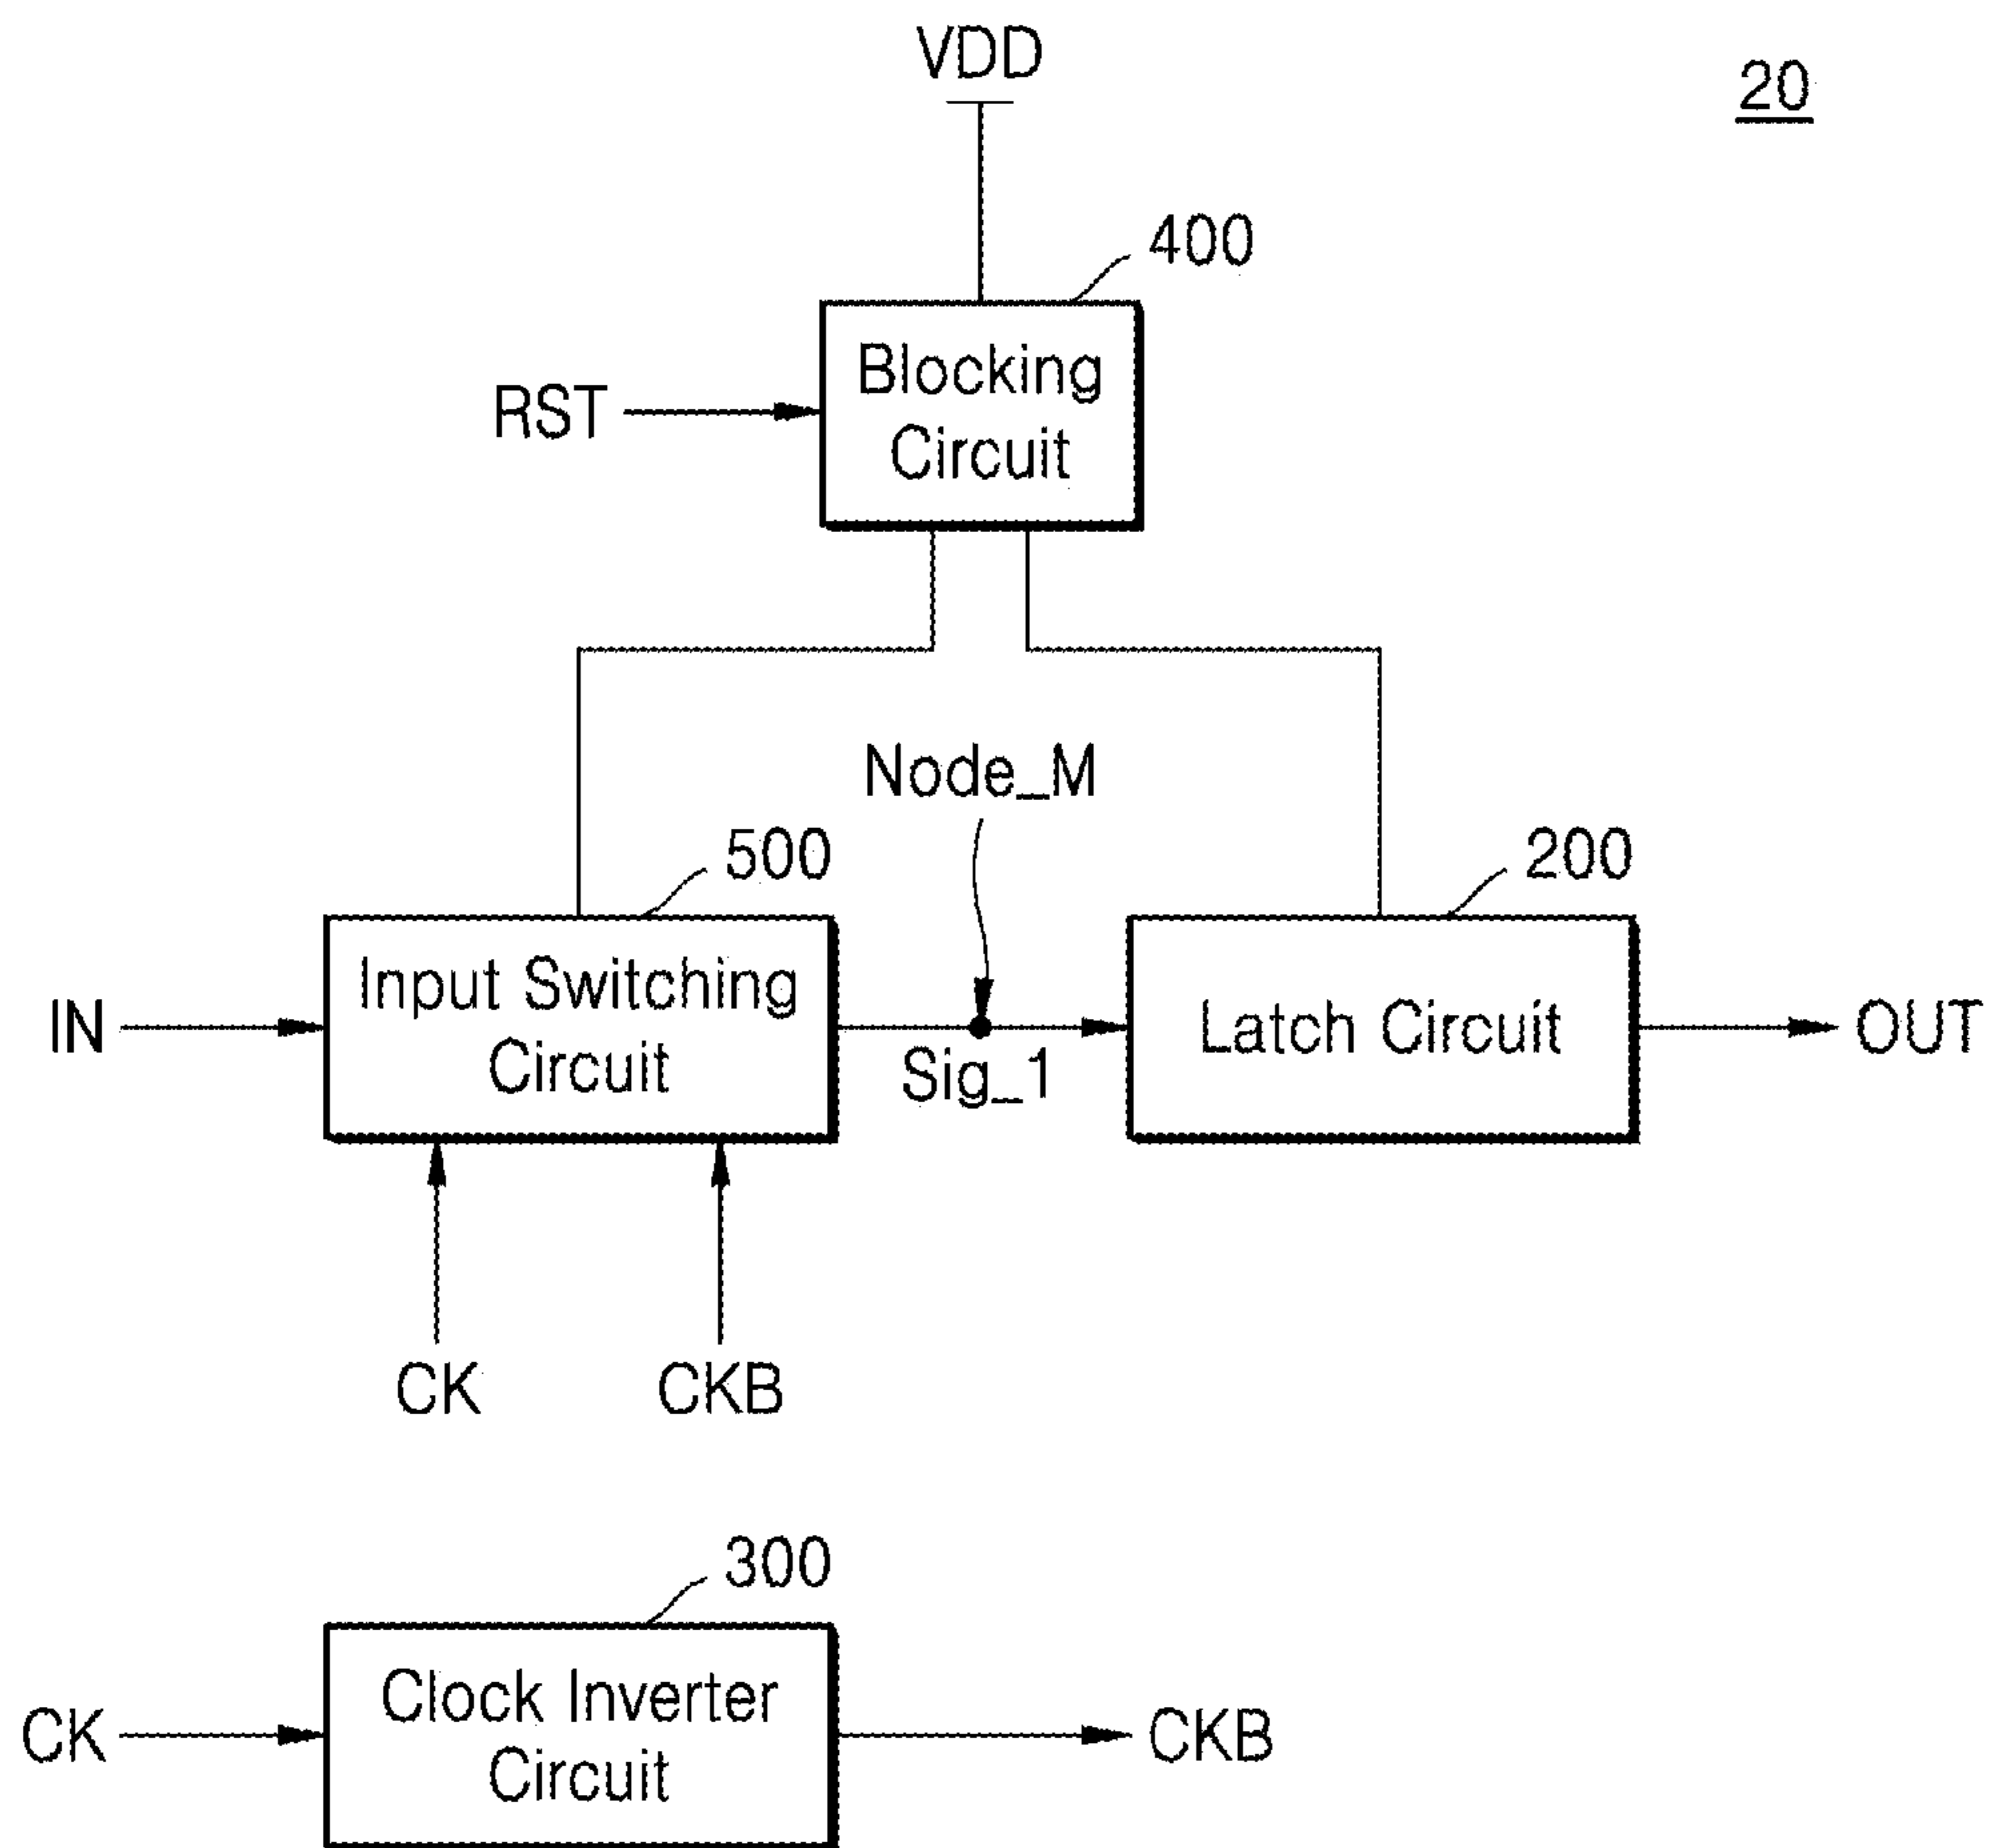 VDD
20
400
Blocking
Circuit
RST
Node_M
500
200
IN
Input Switching
Circuit
Sig_1
Latch Circuit
OUT
CK
CKB
300
CK
Clock Inverter
Circuit
CKB